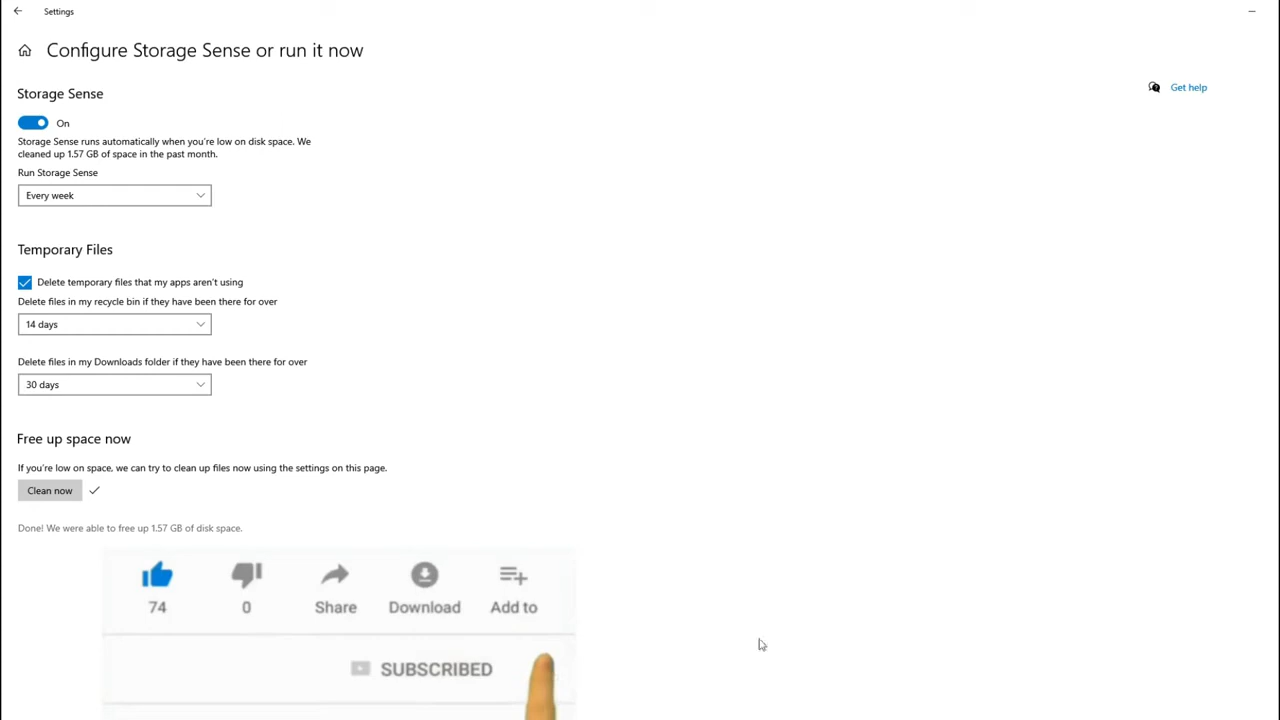 Settings
Configure Storage Sense or run it now
Storage Sense
Get help
On
Storage Sense runs automatically when you're low on disk space. We
cleaned up 1.57 GB of space in the past month.
Run Storage Sense
Every week
Temporary Files
Delete temporary files that my apps aren't using
Delete files in my recycle bin if they have been there for over
14 days
Delete files in my Downloads folder if they have been there for over
30 days
Free up space now
If you're low on space, we can try to clean up files now using the settings on this page.
Clean now
Done! We were able to free up 1.57 GB of disk space.
74 0 Share Download Add to
SUBSCRIBED